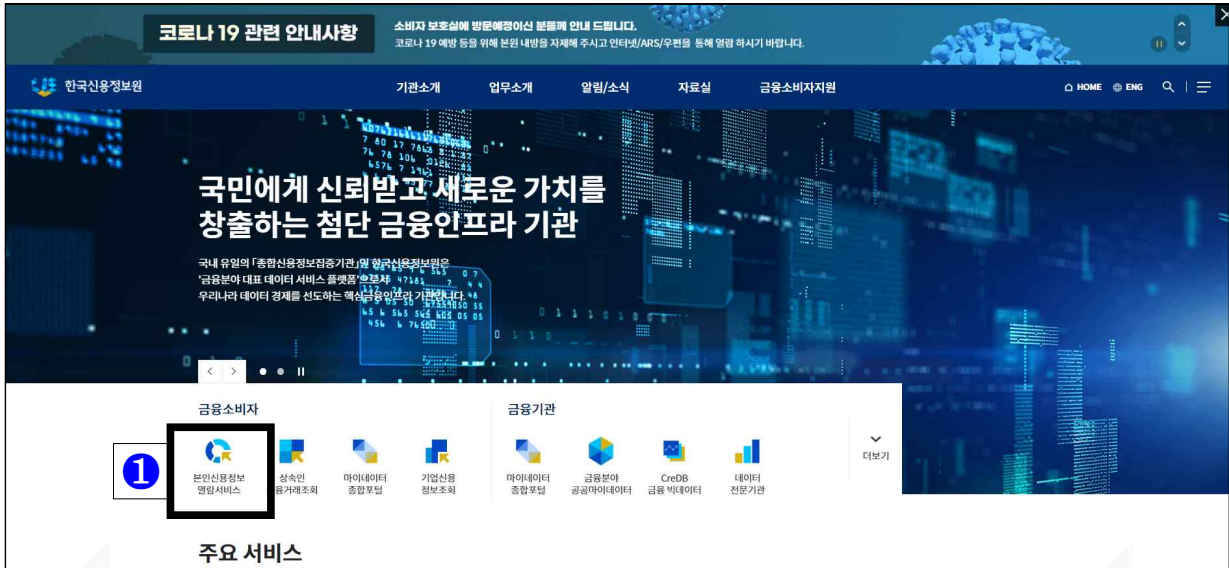 코로나 19 관련 안내사항
소비자 보호실에 방문예정이신 분들께 안내 드립니다.
코로나 19 예방 등을 위해 본원 내방을 자제해 주시고 인터넷/ARS/우편을 통해 열람 하시기 바랍니다.
한국신용정보원
기관소개 업무소개 알림/소식 자료실 금융소비자지원
HOME ENG
국민에게 신뢰받고 새로운 가치를
창출하는 첨단 금융인프라 기관
국내 유일의 「종합신용정보집중기관」인 한국신용정보원은
'금융분야 대표 데이터 서비스 플랫폼'으로서
우리나라 데이터 경제를 선도하는 핵심금융인프라 기관입니다.
금융소비자
금융기관
1
본인신용정보
열람서비스
상속인
융거래조회
마이데이터
종합포털
기업신용
정보조회
마이데이터
종합포털
금융분야
공공마이데이터
CreDB
금융 빅데이터
데이터
전문기관
더보기
주요 서비스